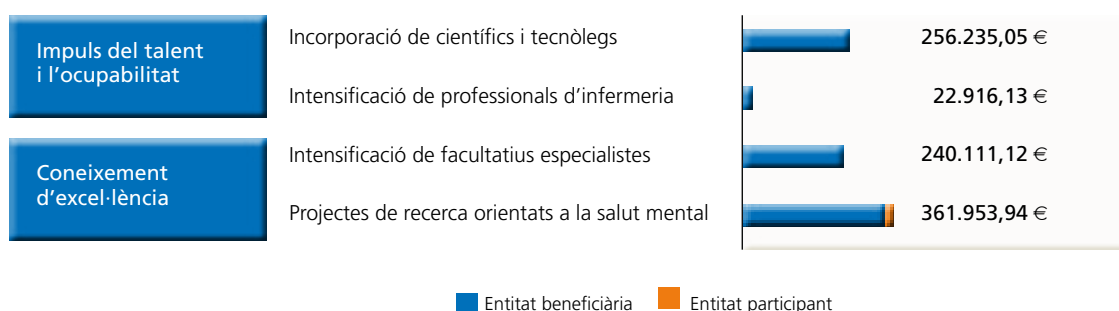 Impuls del talent
i l'ocupabilitat
Incorporació de científics i tecnòlegs 256.235,05 €
Intensificació de professionals d'infermeria 22.916,13 €
Coneixement
d'excel·lència
Intensificació de facultatius especialistes 240.111,12 €
Projectes de recerca orientats a la salut mental 361.953,94 €
Entitat beneficiària Entitat participant